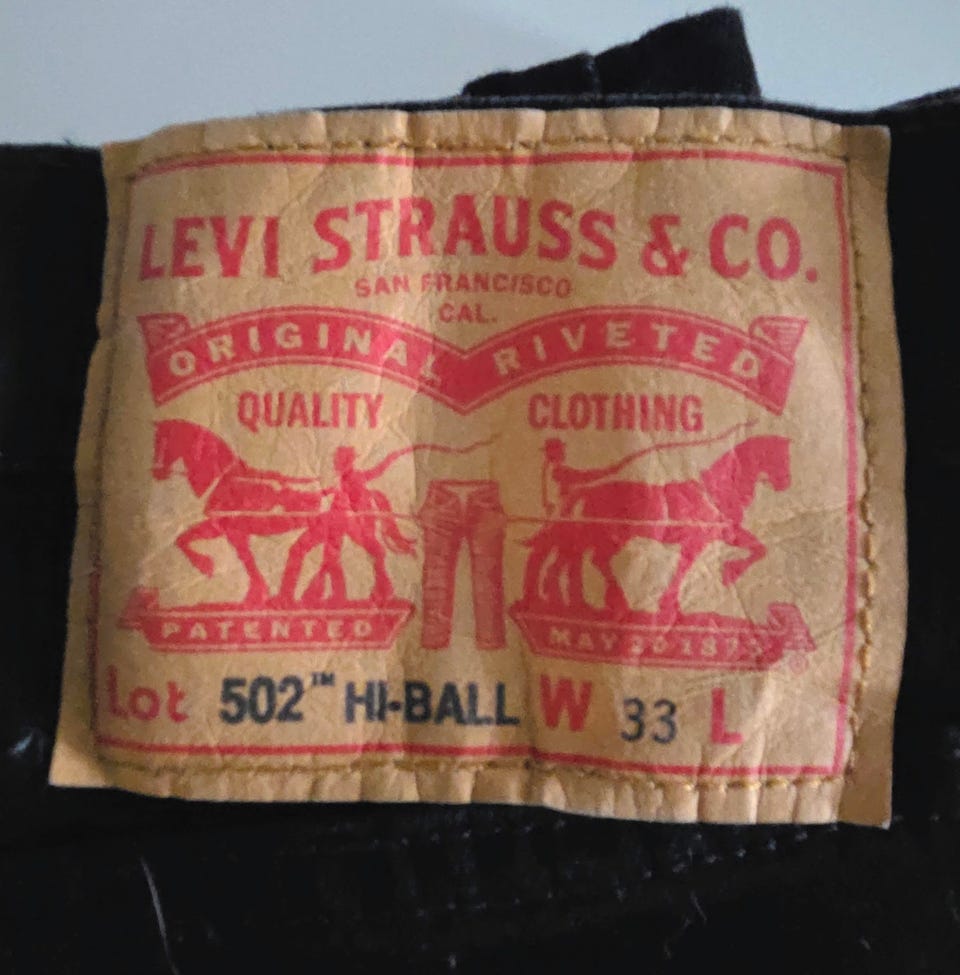 LEVI STRAUSS & CO.
SAN FRANCISCO
CAL.
ORIGINAL RIVETED
QUALITY CLOTHING
PATENTED MAY 20 1873
Lot 502™ HI-BALL W 33 L
®